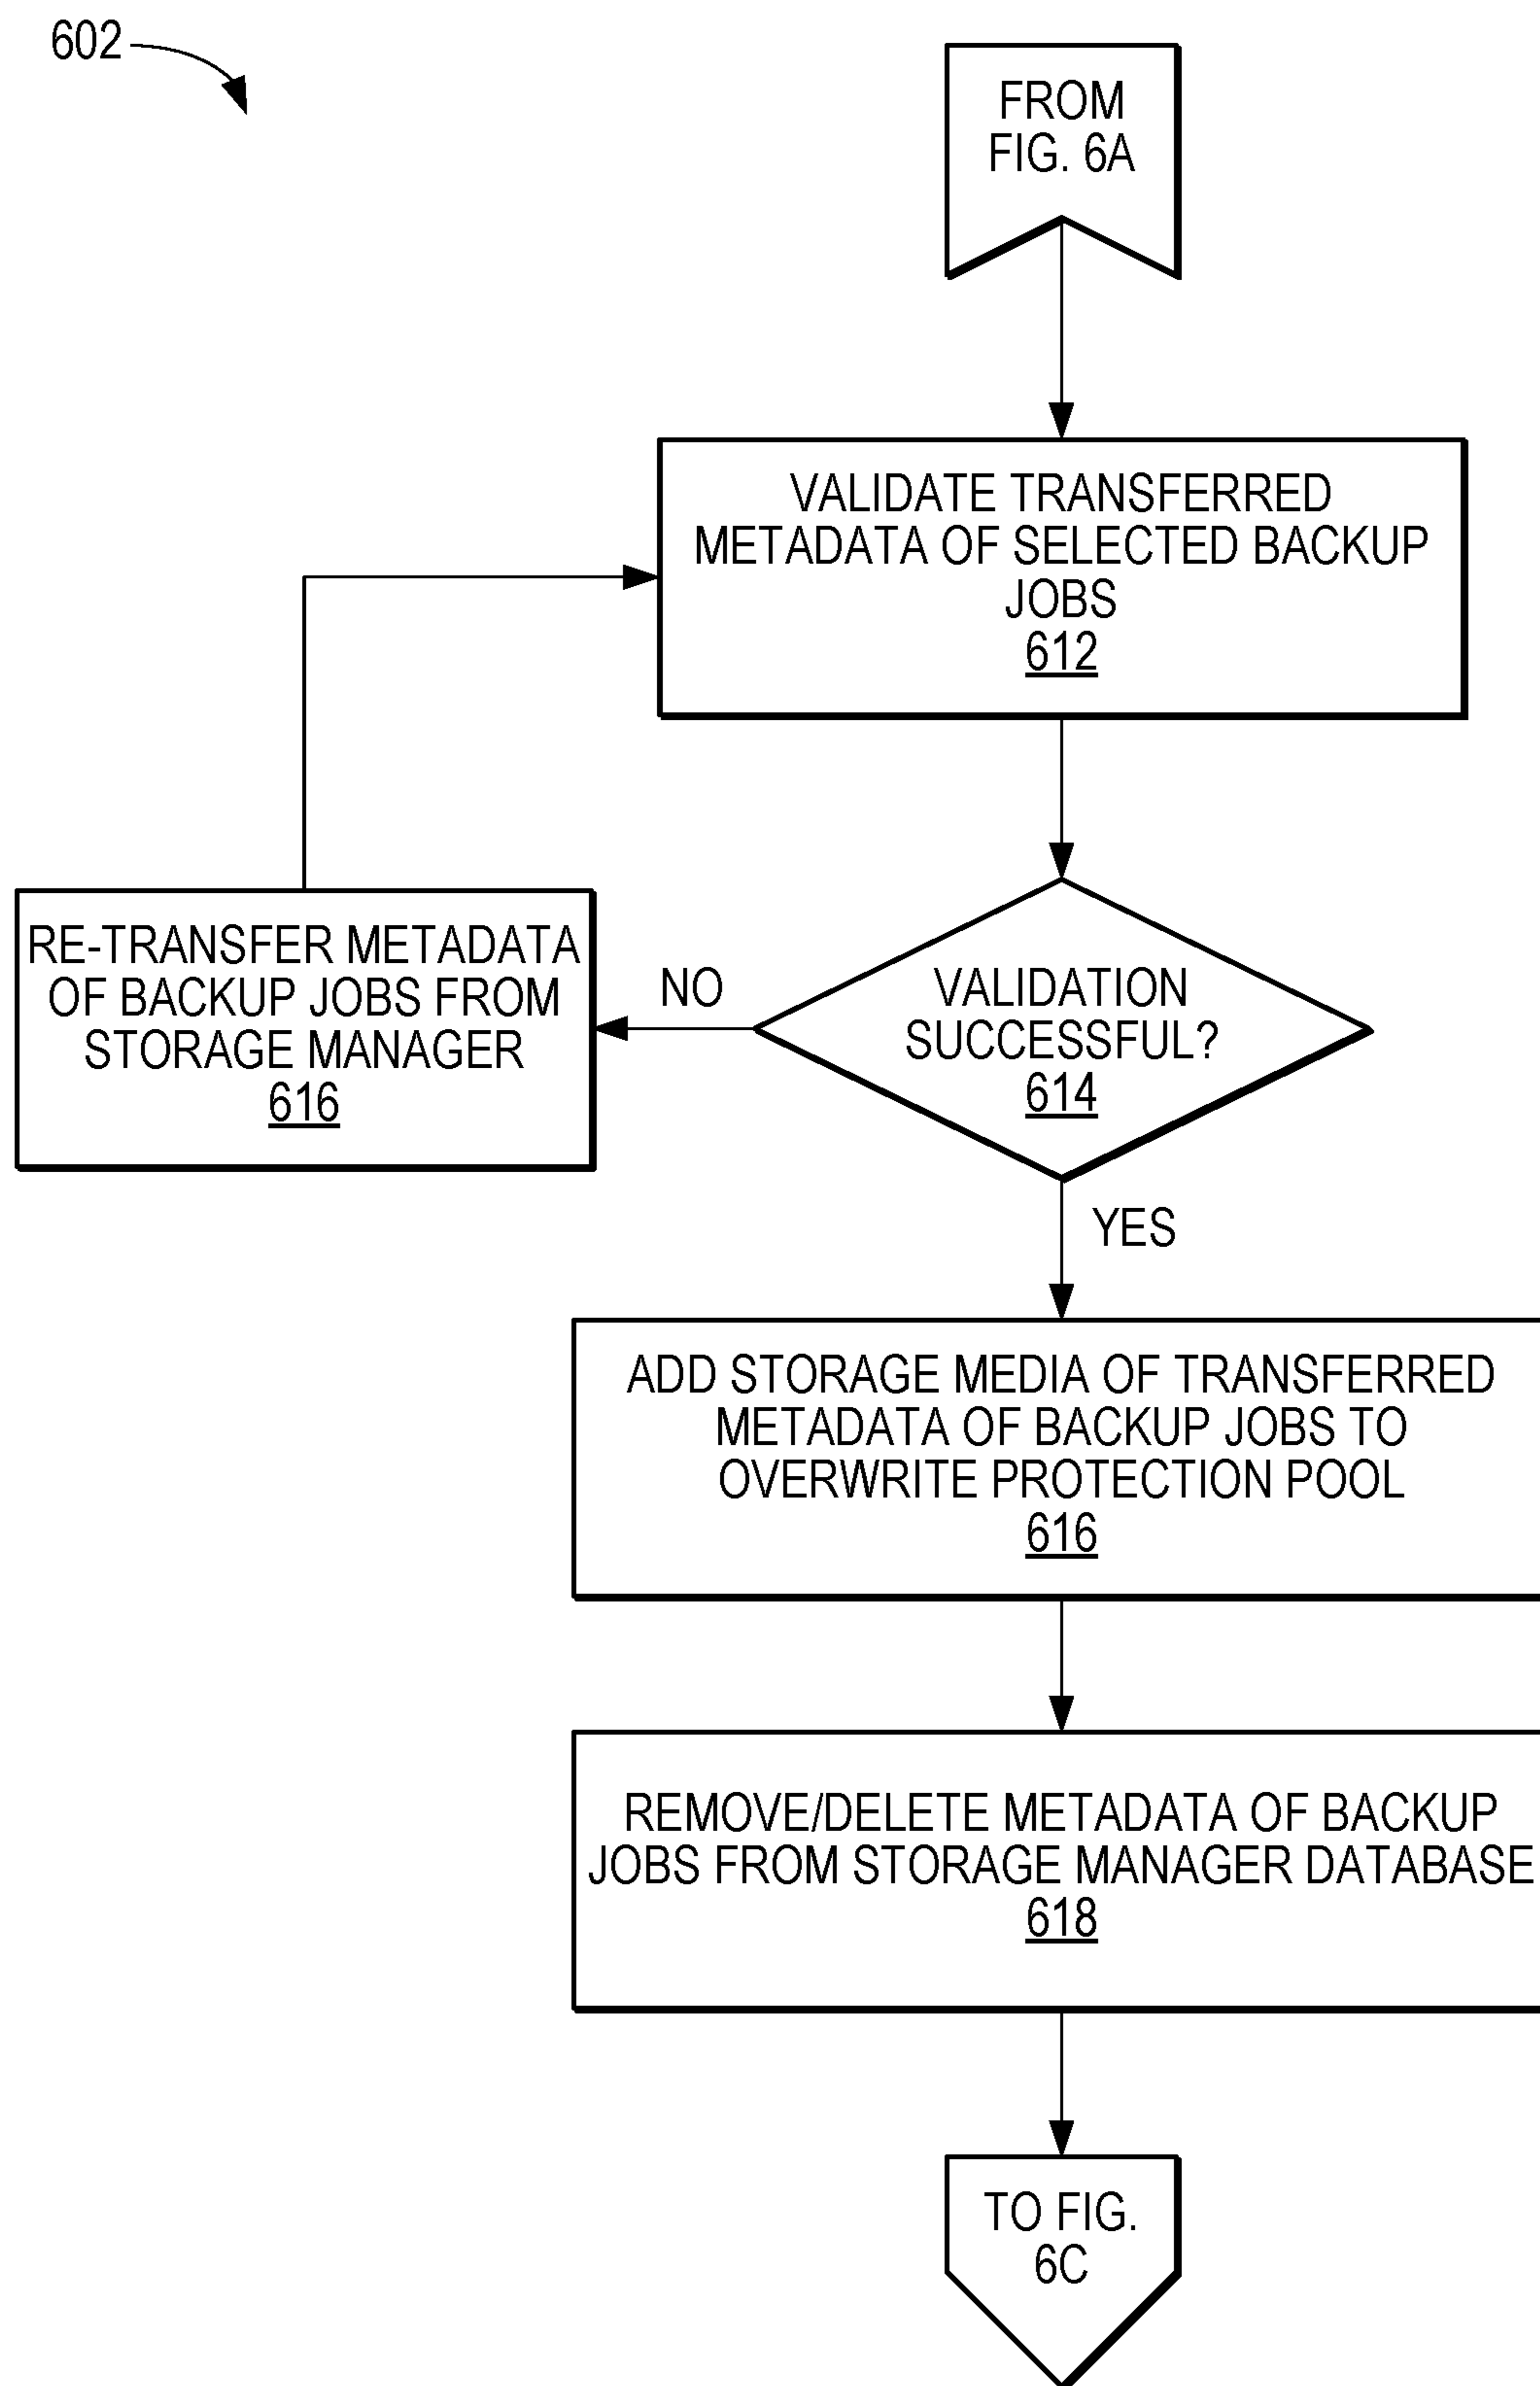 602
FROM
FIG. 6A
VALIDATE TRANSFERRED
METADATA OF SELECTED BACKUP
JOBS
612
RE-TRANSFER METADATA
OF BACKUP JOBS FROM
STORAGE MANAGER
616
NO
VALIDATION
SUCCESSFUL?
614
YES
ADD STORAGE MEDIA OF TRANSFERRED
METADATA OF BACKUP JOBS TO
OVERWRITE PROTECTION POOL
616
REMOVE/DELETE METADATA OF BACKUP
JOBS FROM STORAGE MANAGER DATABASE
618
TO FIG.
6C